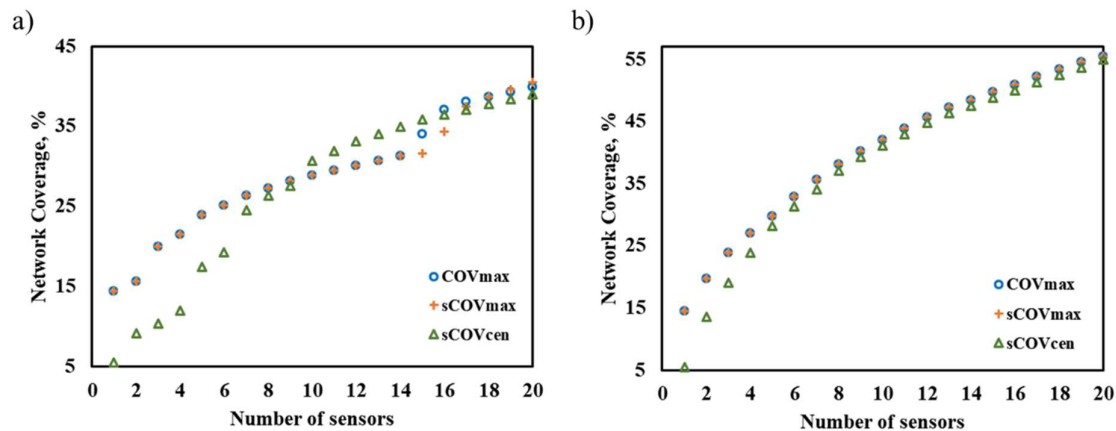 a)
45
35
25
15
5
Network Coverage, %
COVmax
sCOVmax
sCOVcen
0 2 4 6 8 10 12 14 16 18 20
Number of sensors
b)
55
45
35
25
15
5
Network Coverage, %
COVmax
sCOVmax
sCOVcen
0 2 4 6 8 10 12 14 16 18 20
Number of sensors